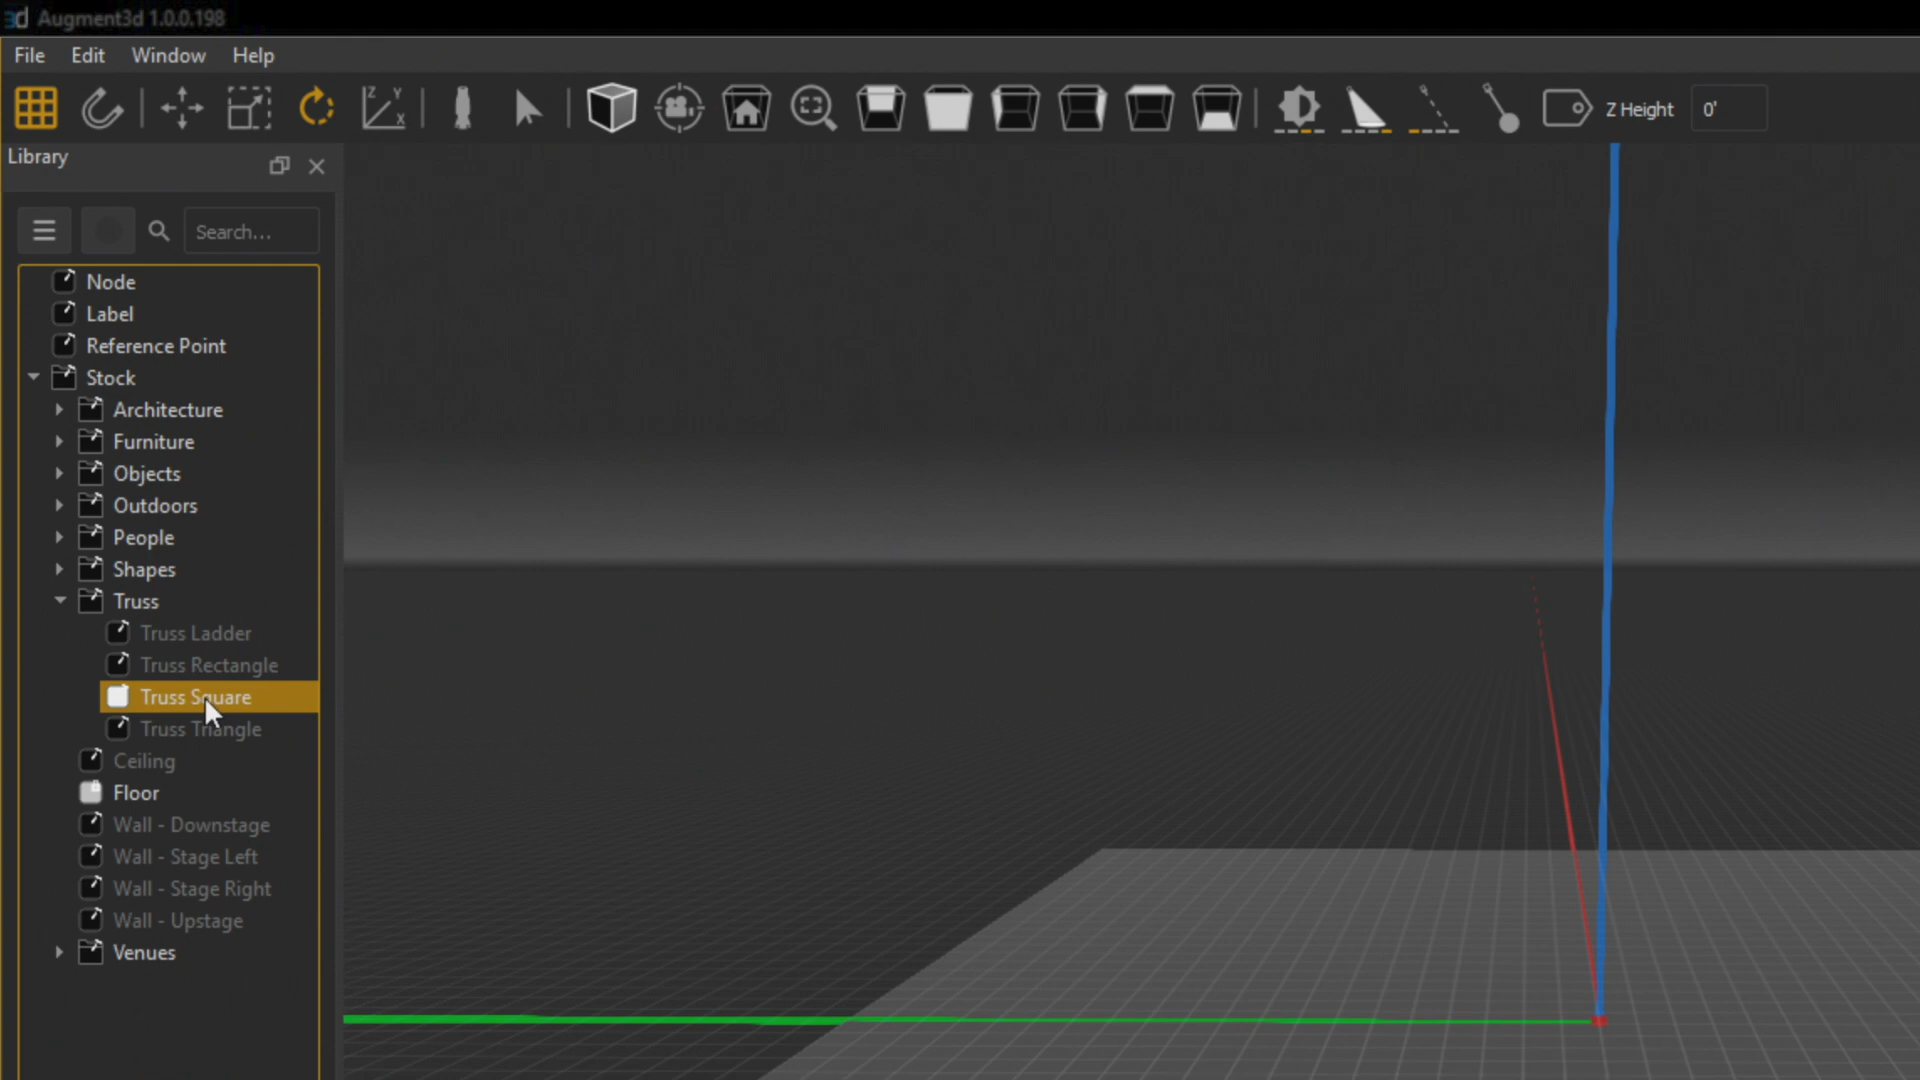 3d Augment3d 1.0.0.198
File Edit Window Help
Z Y X Z Height 0'
Library
Search...
Node
Label
Reference Point
Stock
Architecture
Furniture
Objects
Outdoors
People
Shapes
Truss
Truss Ladder
Truss Rectangle
Truss Square
Truss Triangle
Ceiling
Floor
Wall - Downstage
Wall - Stage Left
Wall - Stage Right
Wall - Upstage
Venues